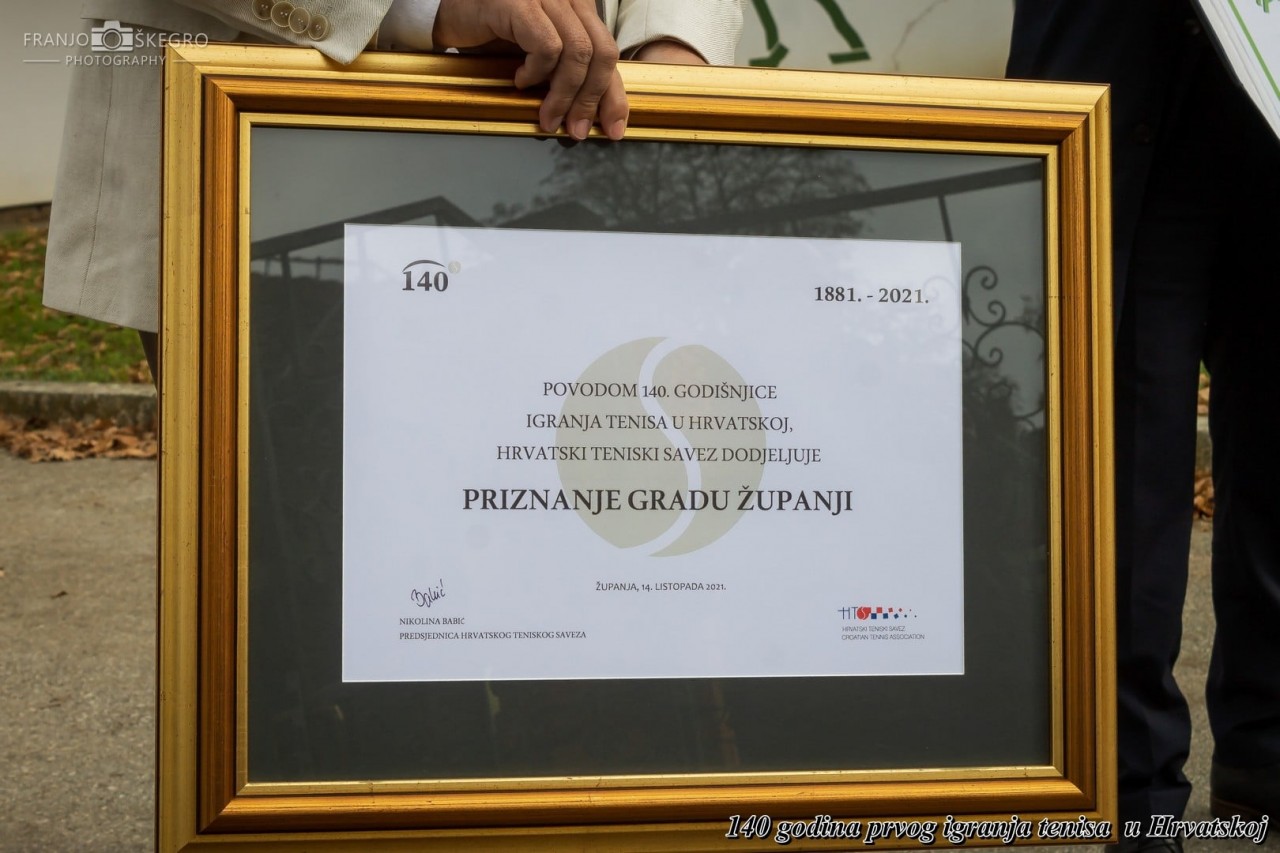 FRANJO ŠKEGRO
PHOTOGRAPHY
140
1881. - 2021.
POVODOM 140. GODIŠNJICE
IGRANJA TENISA U HRVATSKOJ,
HRVATSKI TENISKI SAVEZ DODJELJUJE
PRIZNANJE GRADU ŽUPANJI
ŽUPANJA, 14. LISTOPADA 2021.
Babić
NIKOLINA BABIĆ
PREDSJEDNICA HRVATSKOG TENISKOG SAVEZA
HTS
HRVATSKI TENISKI SAVEZ
CROATIAN TENNIS ASSOCIATION
140 godina prvog igranja tenisa u Hrvatskoj